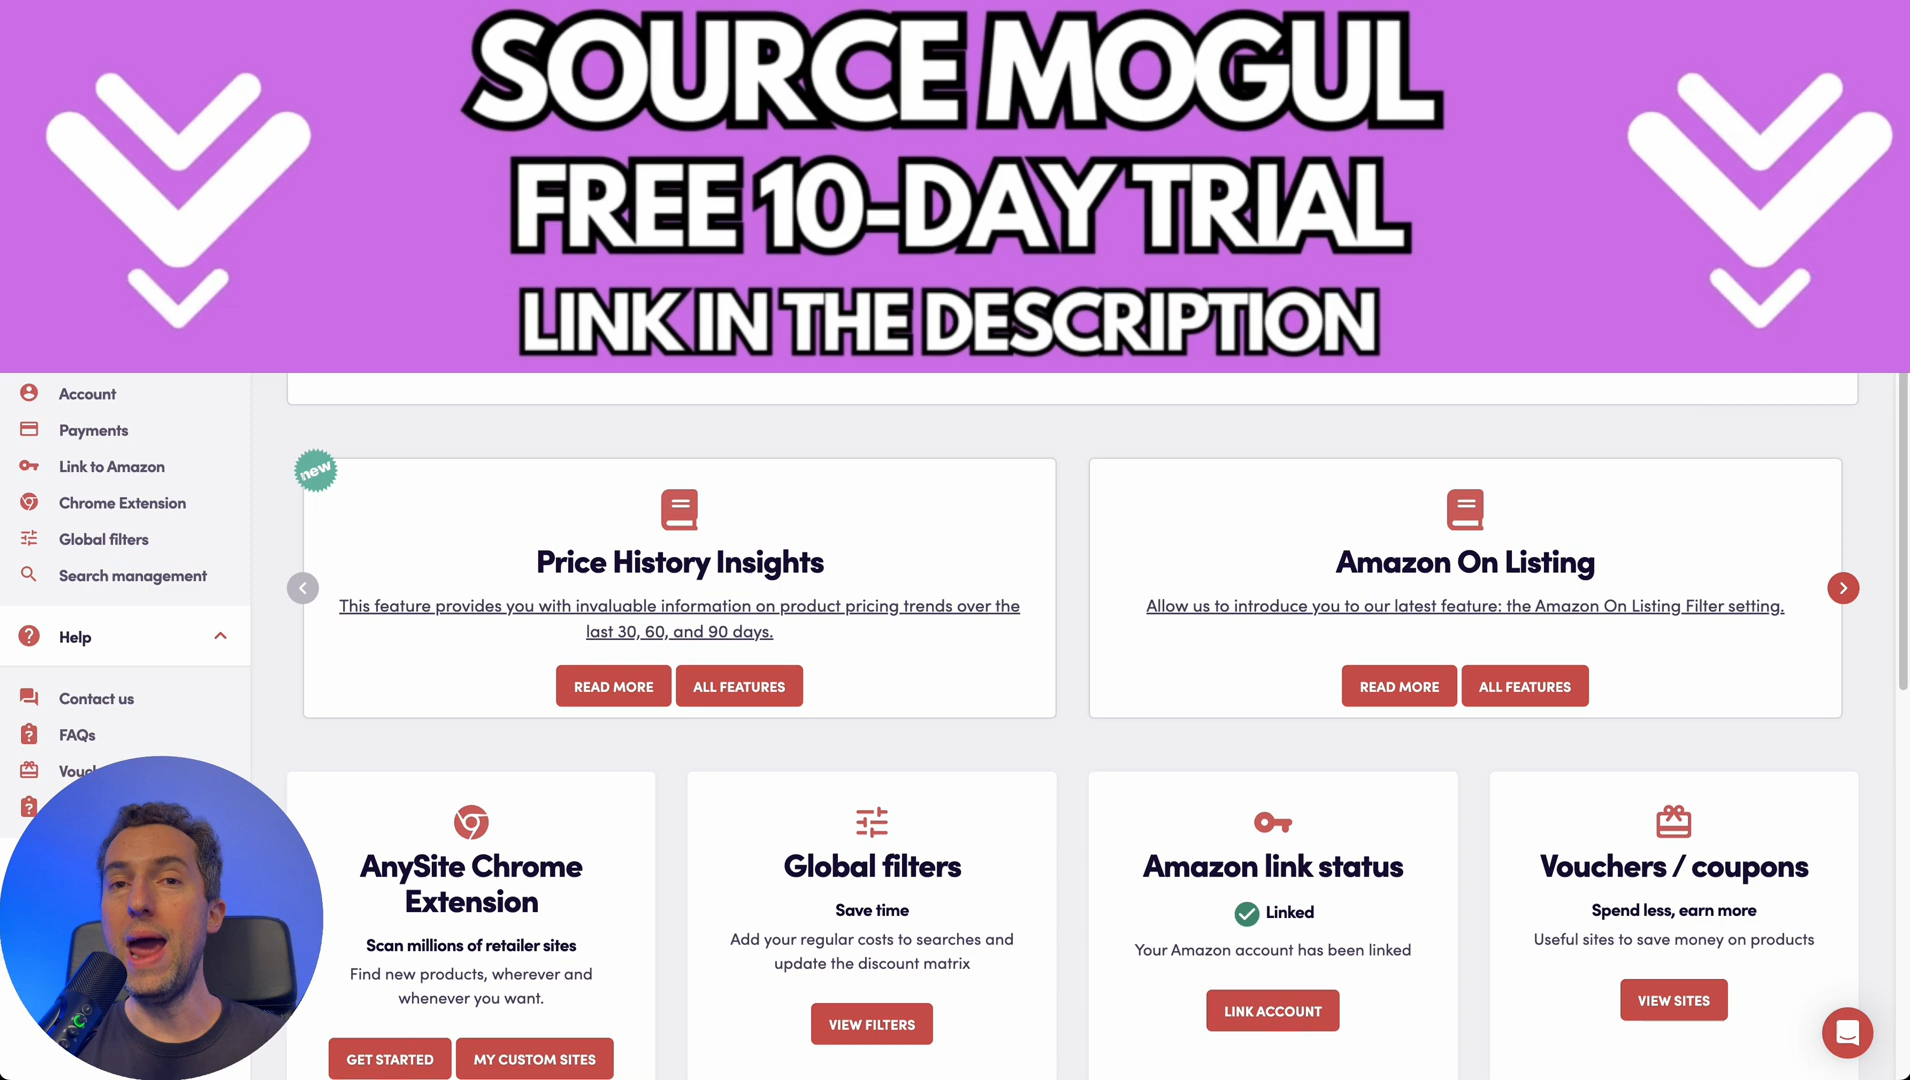 SOURCE MOGUL
FREE 10-DAY TRIAL
LINK IN THE DESCRIPTION
Account
Payments
Link to Amazon
Chrome Extension
Global filters
Search management
Help
Contact us
FAQs
new
Price History Insights
This feature provides you with invaluable information on product pricing trends over the
last 30, 60, and 90 days.
READ MORE
ALL FEATURES
Amazon On Listing
Allow us to introduce you to our latest feature: the Amazon On Listing Filter setting.
READ MORE
ALL FEATURES
AnySite Chrome
Extension
Scan millions of retailer sites
Find new products, wherever and
whenever you want.
GET STARTED
MY CUSTOM SITES
Global filters
Save time
Add your regular costs to searches and
update the discount matrix
VIEW FILTERS
Amazon link status
Linked
Your Amazon account has been linked
LINK ACCOUNT
Vouchers / coupons
Spend less, earn more
Useful sites to save money on products
VIEW SITES